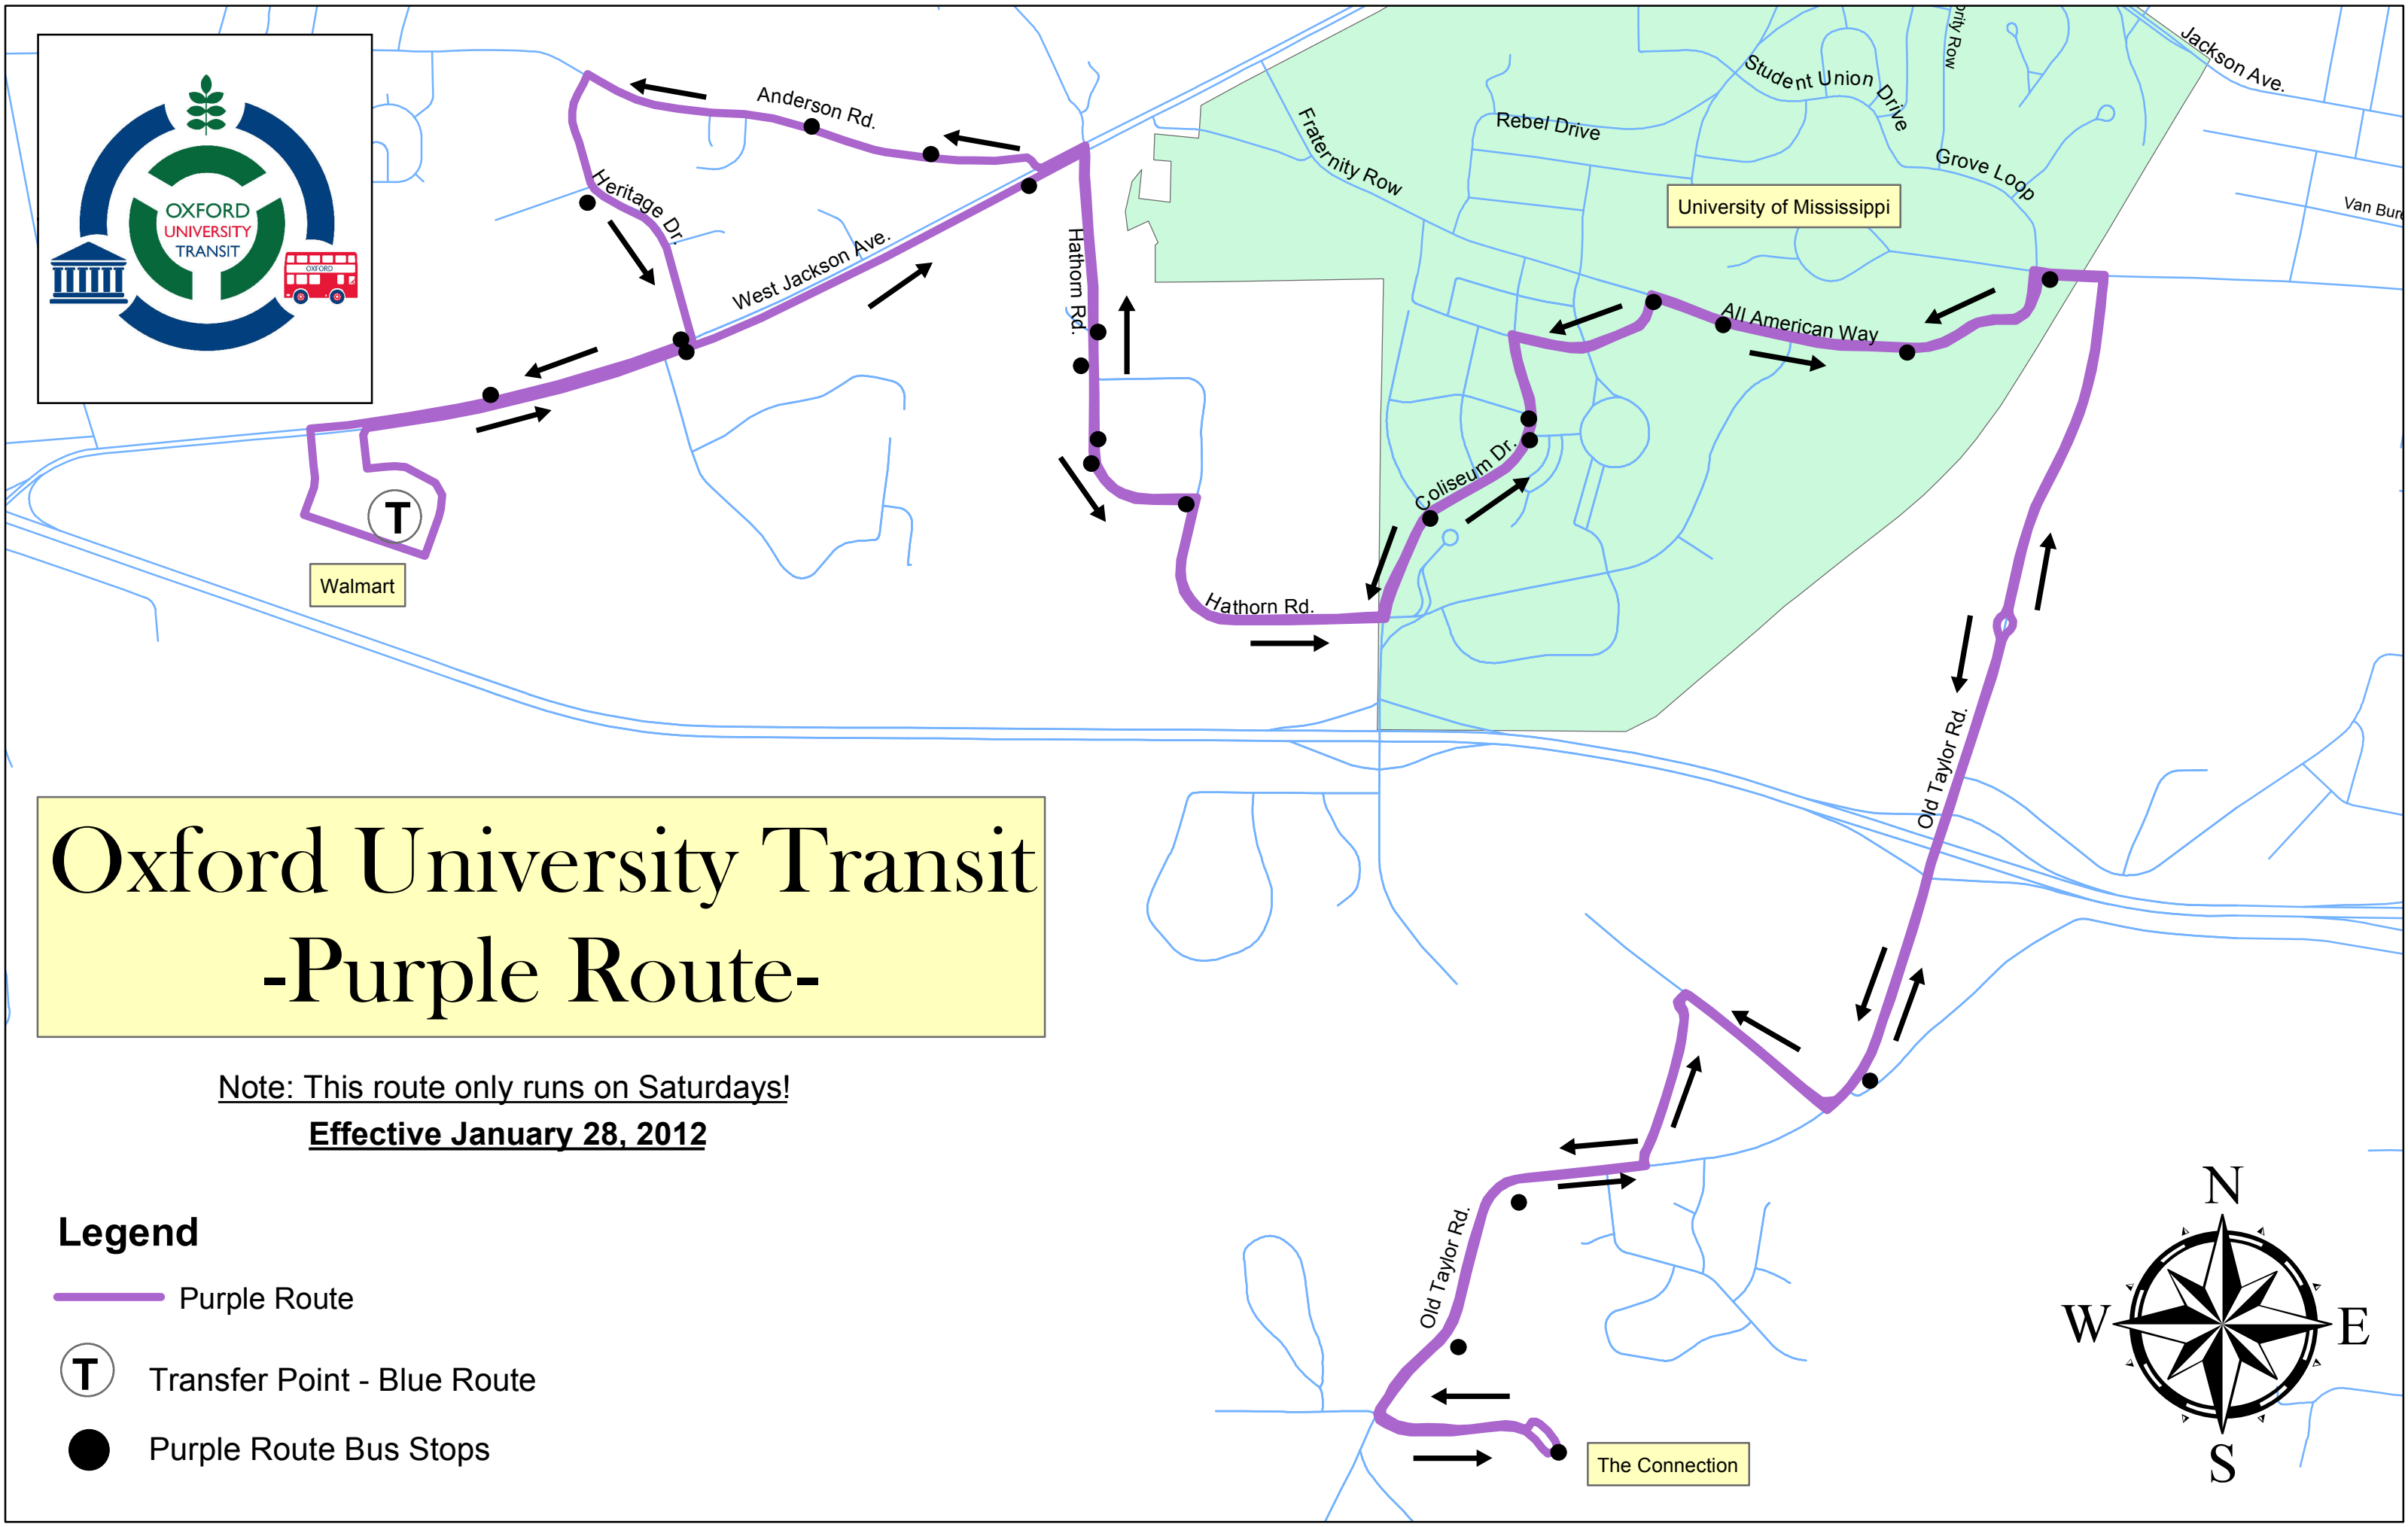 OXFORD
UNIVERSITY
TRANSIT
OXFORD
Anderson Rd.
Heritage Dr.
West Jackson Ave.
Hathorn Rd.
Hathorn Rd.
Fraternity Row
Rebel Drive
Student Union Drive
Row
Grove Loop
Jackson Ave.
University of Mississippi
All American Way
Coliseum Dr.
Old Taylor Rd.
Old Taylor Rd.
Van Bure
T
Walmart
The Connection
Oxford University Transit
-Purple Route-
Note: This route only runs on Saturdays!
Effective January 28, 2012
Legend
Purple Route
T Transfer Point - Blue Route
Purple Route Bus Stops
N
W E
S